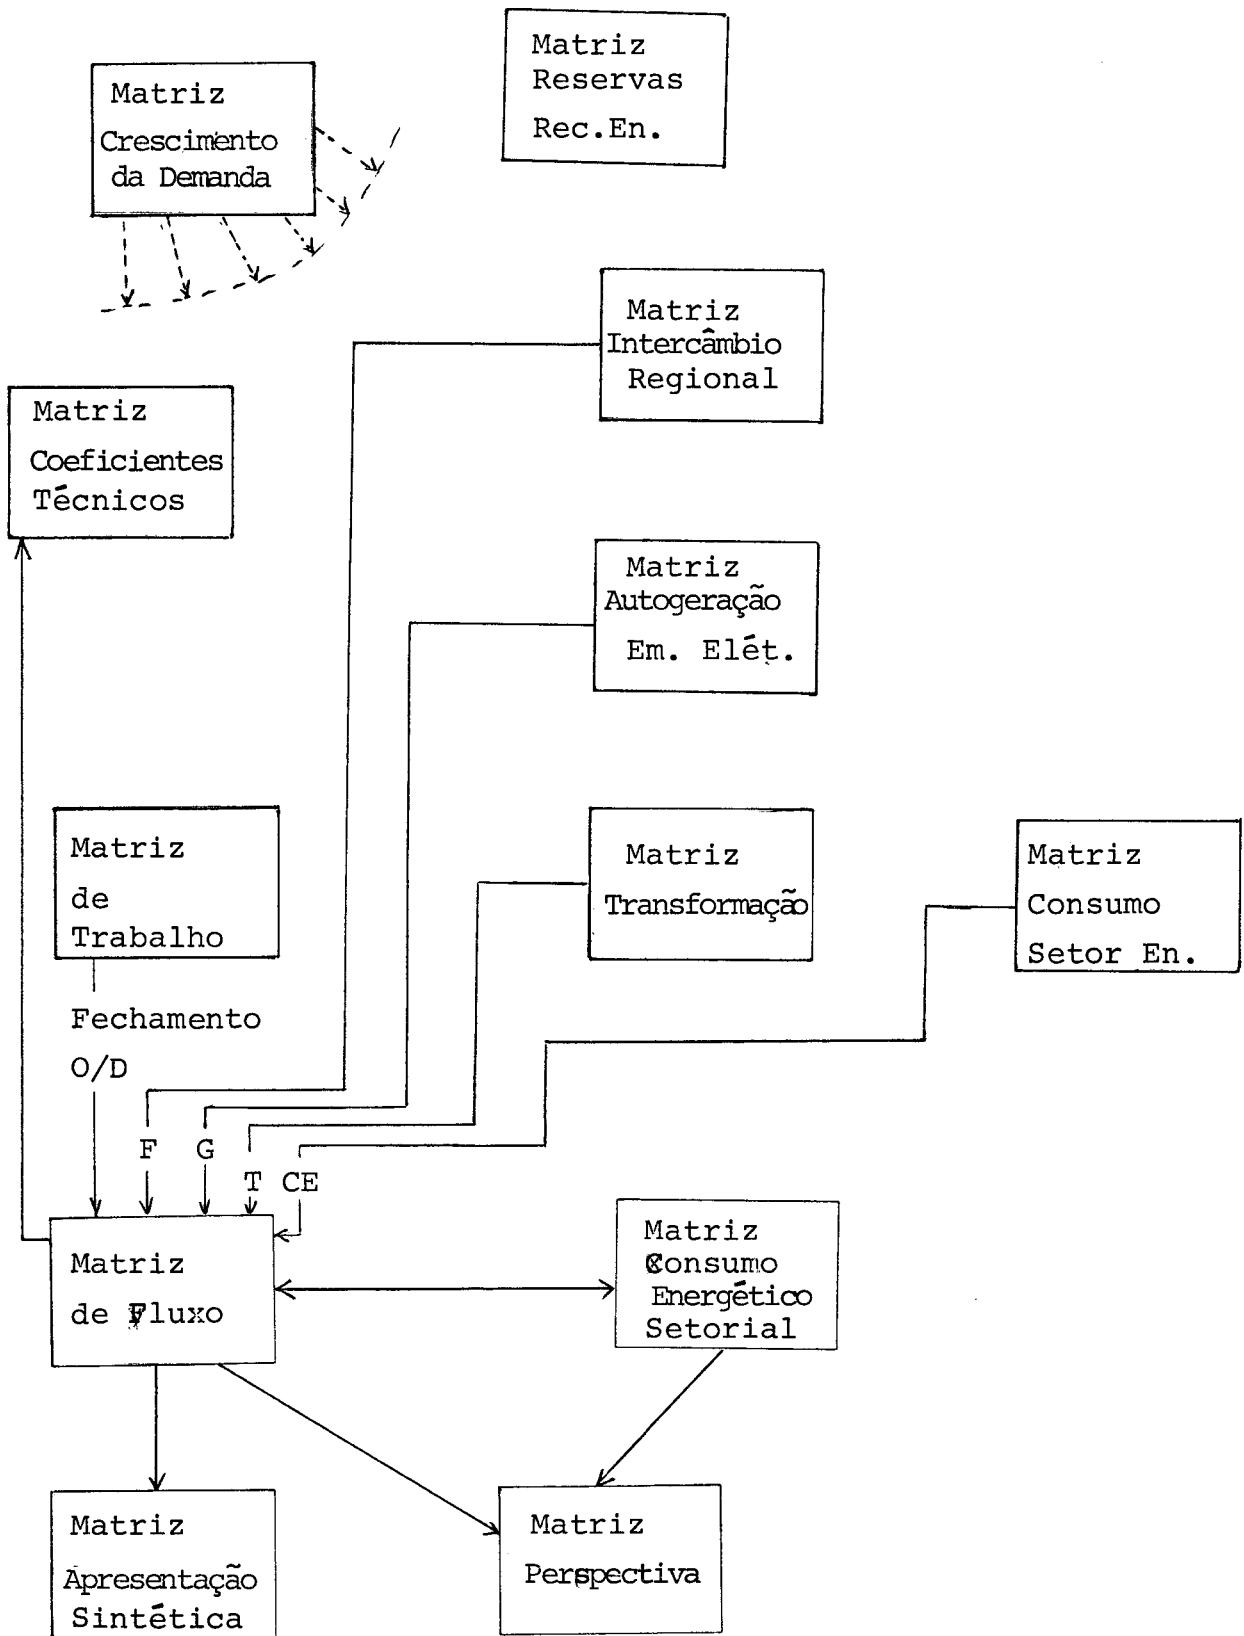 Matriz
Reservas
Rec.En.
Matriz
Crescimento
da Demanda
Matriz
Intercâmbio
Regional
Matriz
Coeficientes
Técnicos
Matriz
Autogeração
Em. Elét.
Matriz
de
Trabalho
Matriz
Transformação
Matriz
Consumo
Setor En.
Fechamento
O/D
F
G
T
CE
Matriz
de Fluxo
Matriz
Consumo
Energético
Setorial
Matriz
Apresentação
Sintética
Matriz
Perspectiva